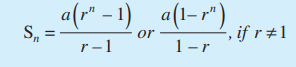 Sₙ = a(rⁿ – 1) / r – 1 or a(1–rⁿ) / 1 – r , if r ≠ 1